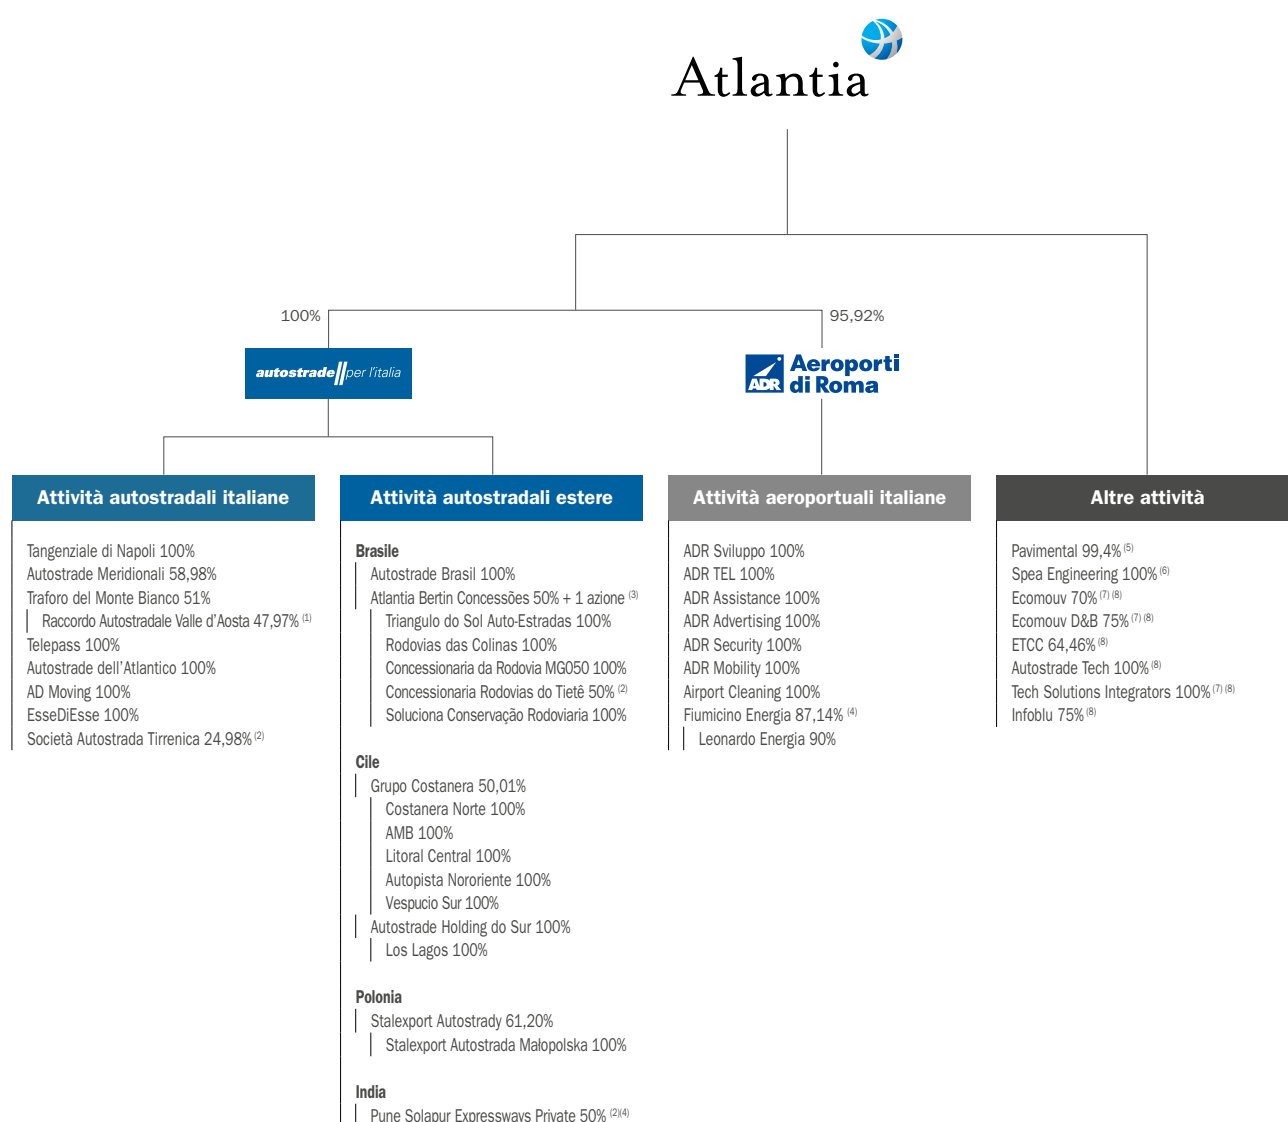 Atlantia
100%
95,92%
autostrade//per l'italia
ADR
Aeroporti
di Roma
Attività autostradali italiane
Tangenziale di Napoli 100%
Autostrade Meridionali 58,98%
Traforo del Monte Bianco 51%
Raccordo Autostradale Valle d'Aosta 47,97% (1)
Telepass 100%
Autostrade dell'Atlantico 100%
AD Moving 100%
EsseDiEsse 100%
Società Autostrada Tirrenica 24,98% (2)
Attività autostradali estere
Brasile
Autostrade Brasil 100%
Atlantia Bertin Concessões 50% + 1 azione (3)
Triangulo do Sol Auto-Estradas 100%
Rodovias das Colinas 100%
Concessionaria da Rodovia MG050 100%
Concessionaria Rodovias do Tietê 50% (2)
Soluciona Conservação Rodoviaria 100%
Cile
Grupo Costanera 50,01%
Costanera Norte 100%
AMB 100%
Litoral Central 100%
Autopista Nororiente 100%
Vespucio Sur 100%
Autostrade Holding do Sur 100%
Los Lagos 100%
Polonia
Stalexport Autostrady 61,20%
Stalexport Autostrada Małopolska 100%
India
Pune Solapur Expressways Private 50% (2)(4)
Attività aeroportuali italiane
ADR Sviluppo 100%
ADR TEL 100%
ADR Assistance 100%
ADR Advertising 100%
ADR Security 100%
ADR Mobility 100%
Airport Cleaning 100%
Fiumicino Energia 87,14% (4)
Leonardo Energia 90%
Altre attività
Pavimental 99,4% (5)
Spea Engineering 100% (6)
Ecomouv 70% (7) (8)
Ecomouv D&B 75% (7) (8)
ETCC 64,46% (8)
Autostrade Tech 100% (8)
Tech Solutions Integrators 100% (7) (8)
Infoblu 75% (8)